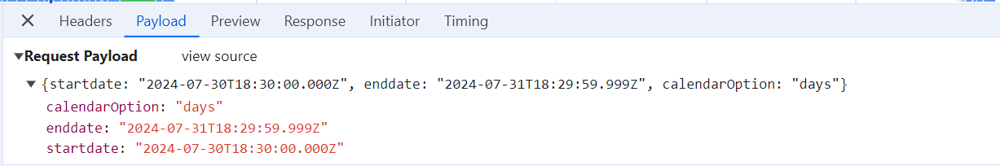 Headers Payload Preview Response Initiator Timing
Request Payload view source
{startdate: "2024-07-30T18:30:00.000Z", enddate: "2024-07-31T18:29:59.999Z", calendarOption: "days"}
calendarOption: "days"
enddate: "2024-07-31T18:29:59.999Z"
startdate: "2024-07-30T18:30:00.000Z"